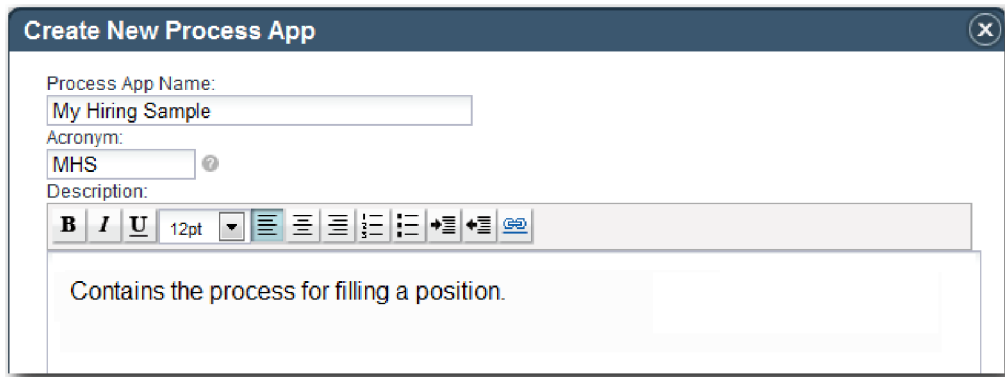 Create New Process App
Process App Name:
My Hiring Sample
Acronym:
MHS
Description:
B I U 12pt
Contains the process for filling a position.